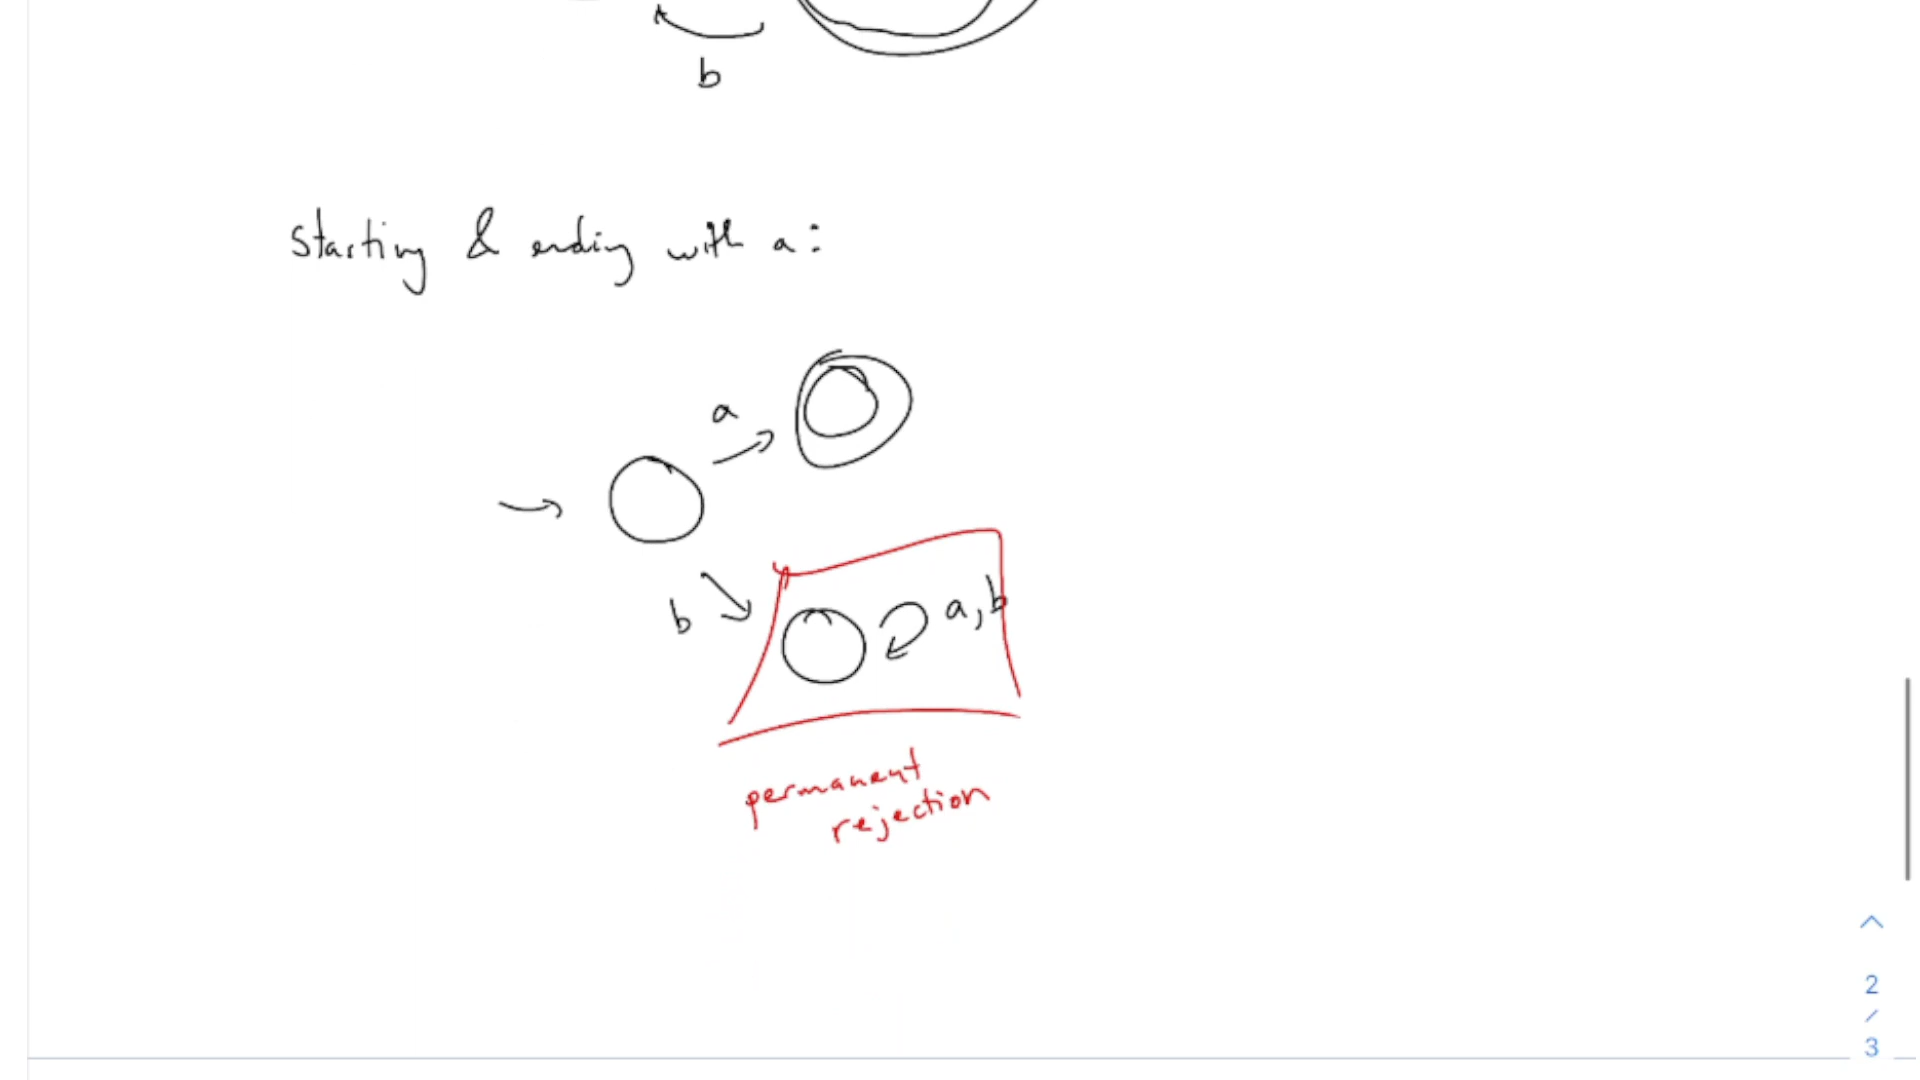 b
Starting & ending with a:
a
b
a, b
permanent
rejection
2
/
3